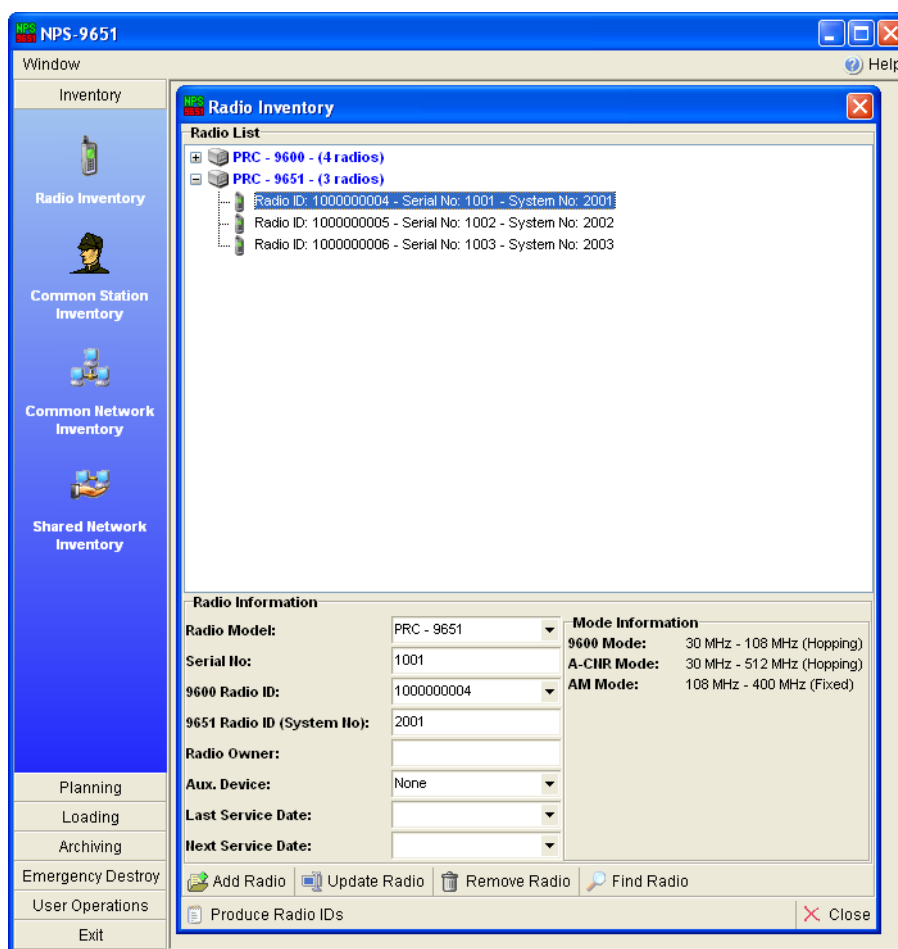 NPS-9651
Window
Help
Inventory
Radio Inventory
Common Station
Inventory
Common Network
Inventory
Shared Network
Inventory
Planning
Loading
Archiving
Emergency Destroy
User Operations
Exit
Radio Inventory
Radio List
PRC - 9600 - (4 radios)
PRC - 9651 - (3 radios)
Radio ID: 1000000004 - Serial No: 1001 - System No: 2001
Radio ID: 1000000005 - Serial No: 1002 - System No: 2002
Radio ID: 1000000006 - Serial No: 1003 - System No: 2003
Radio Information
Radio Model: PRC - 9651
Serial No: 1001
9600 Radio ID: 1000000004
9651 Radio ID (System No): 2001
Radio Owner:
Aux. Device: None
Last Service Date:
Next Service Date:
Mode Information
9600 Mode: 30 MHz - 108 MHz (Hopping)
A-CNR Mode: 30 MHz - 512 MHz (Hopping)
AM Mode: 108 MHz - 400 MHz (Fixed)
Add Radio Update Radio Remove Radio Find Radio
Produce Radio IDs Close